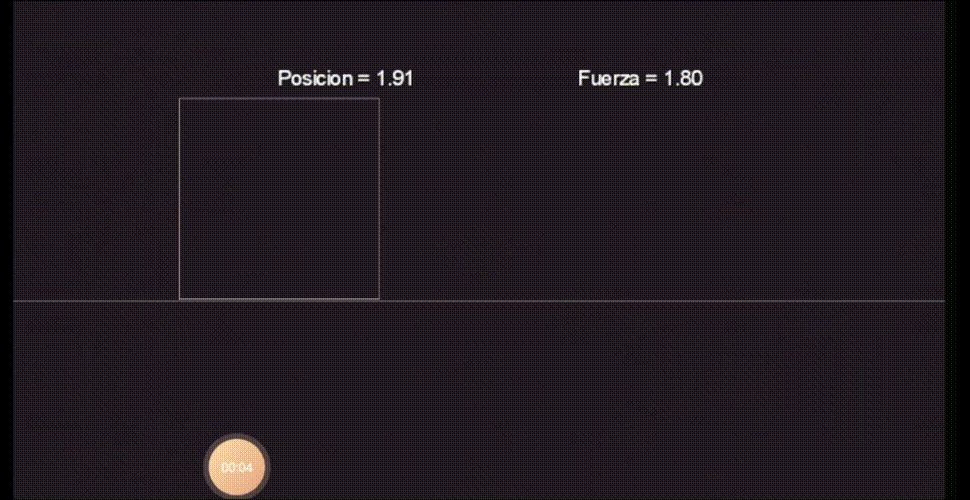 Posicion = 1.91
Fuerza = 1.80
00:04